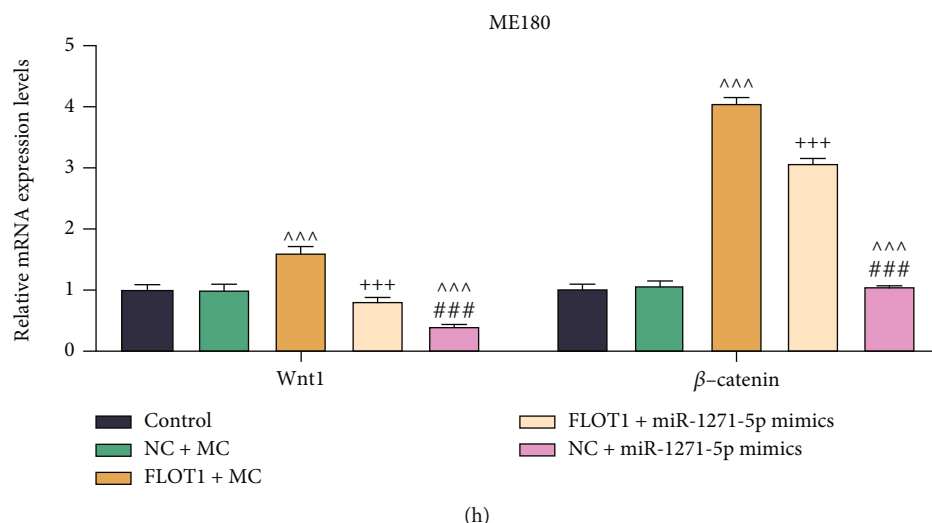 ME180
Relative mRNA expression levels
5
4
3
2
1
0
^^^
+++
^^^
###
^^^
+++
^^^
###
Wnt1
β–catenin
Control
NC + MC
FLOT1 + MC
FLOT1 + miR-1271-5p mimics
NC + miR-1271-5p mimics
(h)